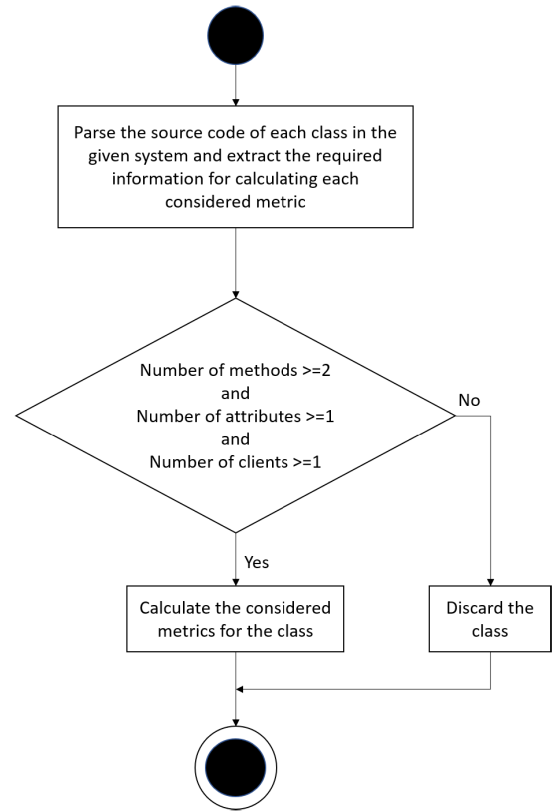 Parse the source code of each class in the
given system and extract the required
information for calculating each
considered metric
Number of methods >=2
and
Number of attributes >=1
and
Number of clients >=1
No
Yes
Calculate the considered
metrics for the class
Discard the
class